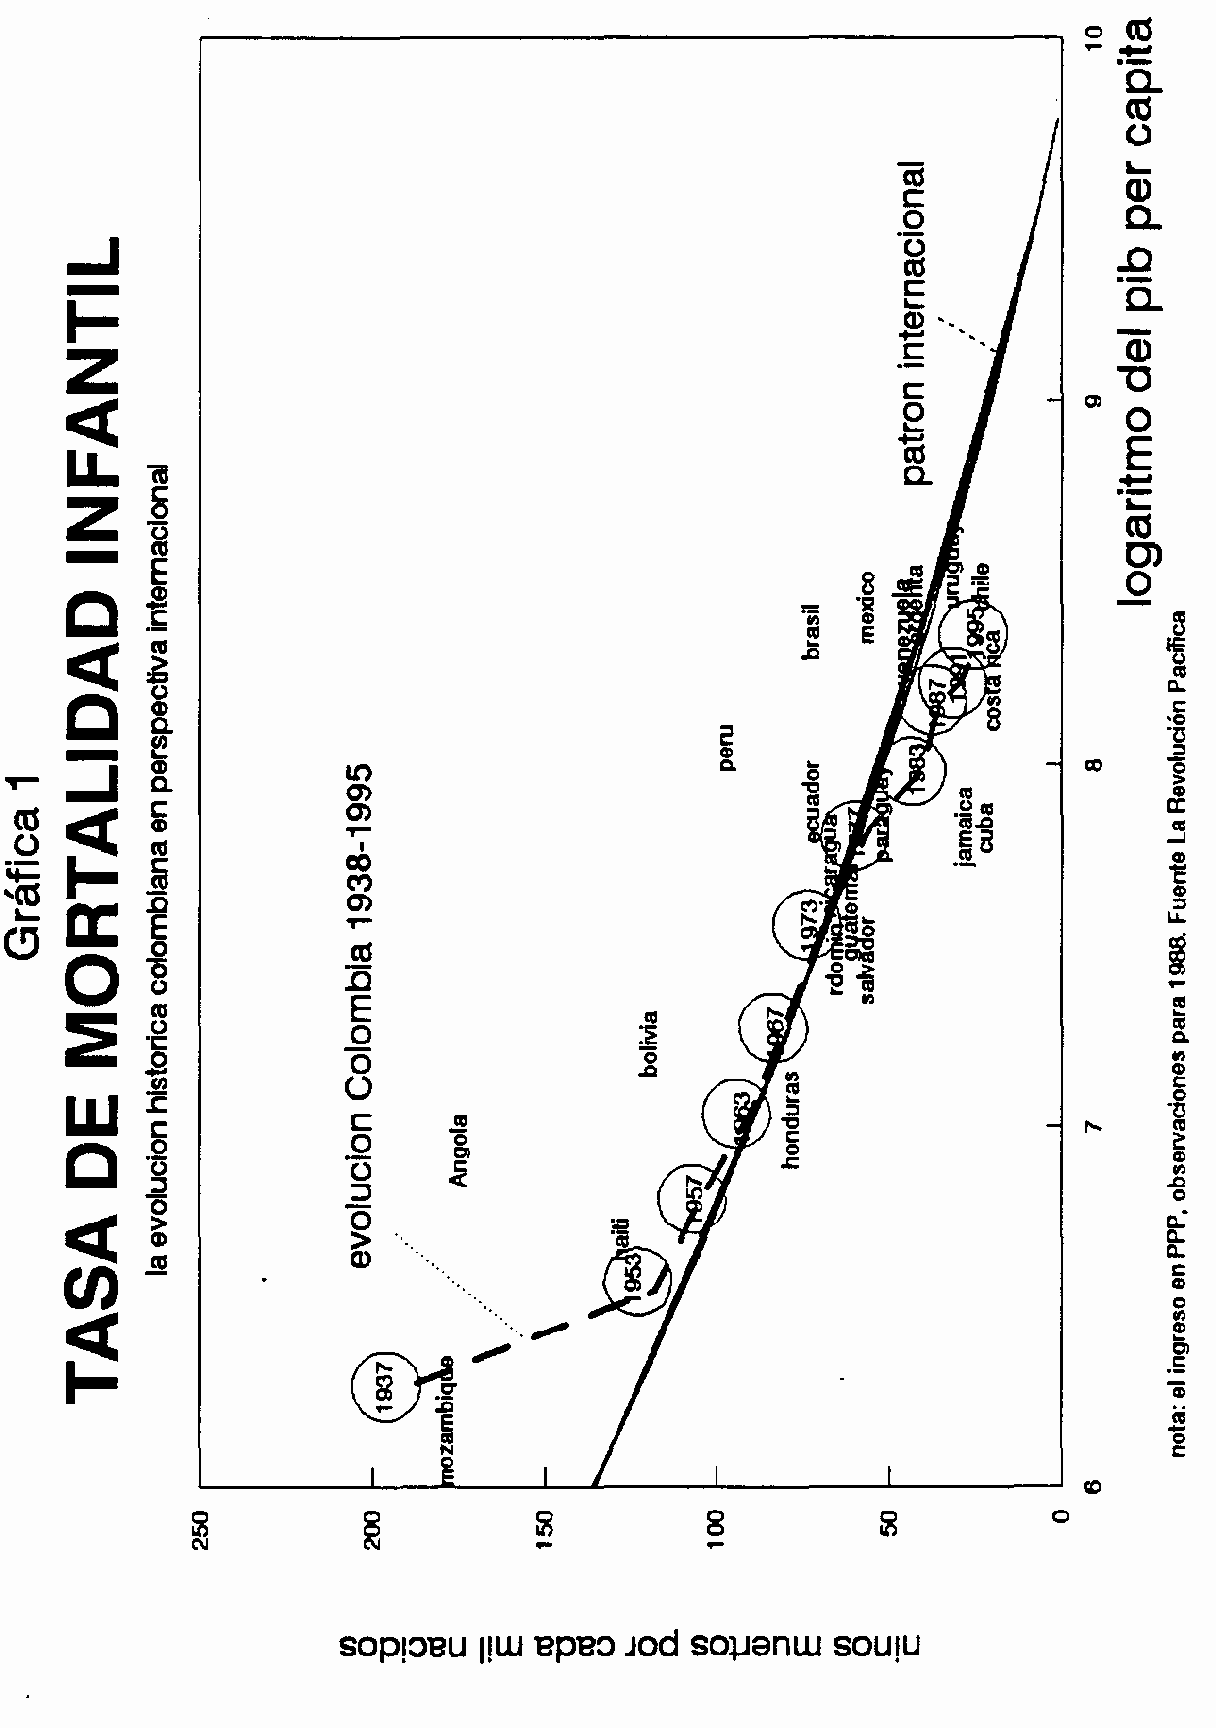 Gráfica 1
TASA DE MORTALIDAD INFANTIL
la evolucion historica colombiana en perspectiva internacional
ninos muertos por cada mil nacidos
250
200
150
100
50
0
evolucion Colombia 1938-1995
1937
mozambique
Angola
haiti
1953
bolivia
1957
1963
peru
1967
honduras
brasil
ecuador
1973
nicaragua
rdomin
guatemal
salvador
mexico
1977
paraguay
venezuela
patron internacional
1983
1987
1991
uruguay
1995
chile
costa rica
jamaica
cuba
6
7
8
9
10
logaritmo del pib per capita
nota: el ingreso en PPP, observaciones para 1988. Fuente La Revolución Pacífica